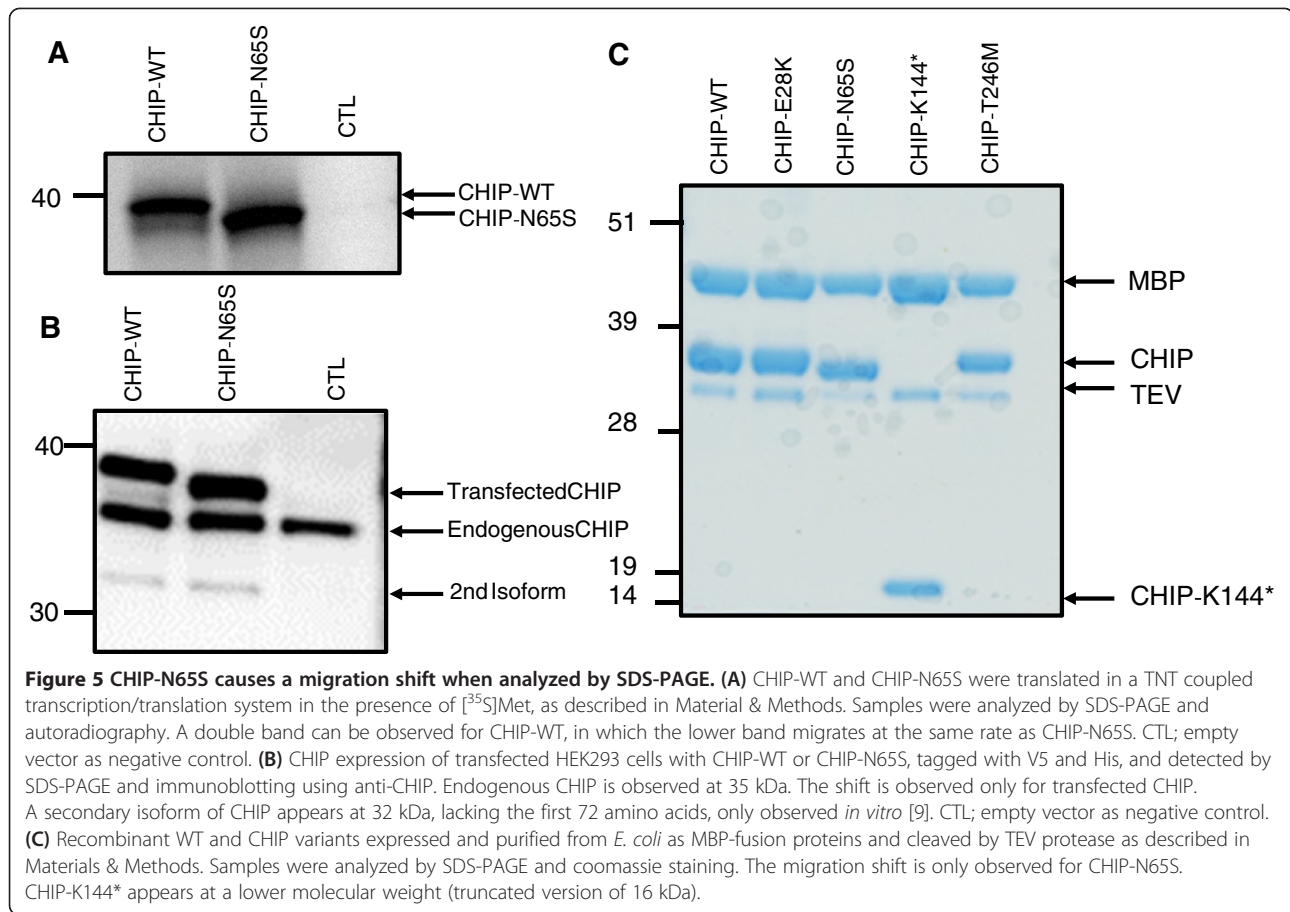 A
CHIP-WT
CHIP-N65S
CTL
40
CHIP-WT
CHIP-N65S
B
CHIP-WT
CHIP-N65S
CTL
40
TransfectedCHIP
EndogenousCHIP
2nd Isoform
30
C
CHIP-WT
CHIP-E28K
CHIP-N65S
CHIP-K144*
CHIP-T246M
51
MBP
39
CHIP
TEV
28
19
14
CHIP-K144*
Figure 5 CHIP-N65S causes a migration shift when analyzed by SDS-PAGE. (A) CHIP-WT and CHIP-N65S were translated in a TNT coupled
transcription/translation system in the presence of [³⁵S]Met, as described in Material & Methods. Samples were analyzed by SDS-PAGE and
autoradiography. A double band can be observed for CHIP-WT, in which the lower band migrates at the same rate as CHIP-N65S. CTL; empty
vector as negative control. (B) CHIP expression of transfected HEK293 cells with CHIP-WT or CHIP-N65S, tagged with V5 and His, and detected by
SDS-PAGE and immunoblotting using anti-CHIP. Endogenous CHIP is observed at 35 kDa. The shift is observed only for transfected CHIP.
A secondary isoform of CHIP appears at 32 kDa, lacking the first 72 amino acids, only observed in vitro [9]. CTL; empty vector as negative control.
(C) Recombinant WT and CHIP variants expressed and purified from E. coli as MBP-fusion proteins and cleaved by TEV protease as described in
Materials & Methods. Samples were analyzed by SDS-PAGE and coomassie staining. The migration shift is only observed for CHIP-N65S.
CHIP-K144* appears at a lower molecular weight (truncated version of 16 kDa).